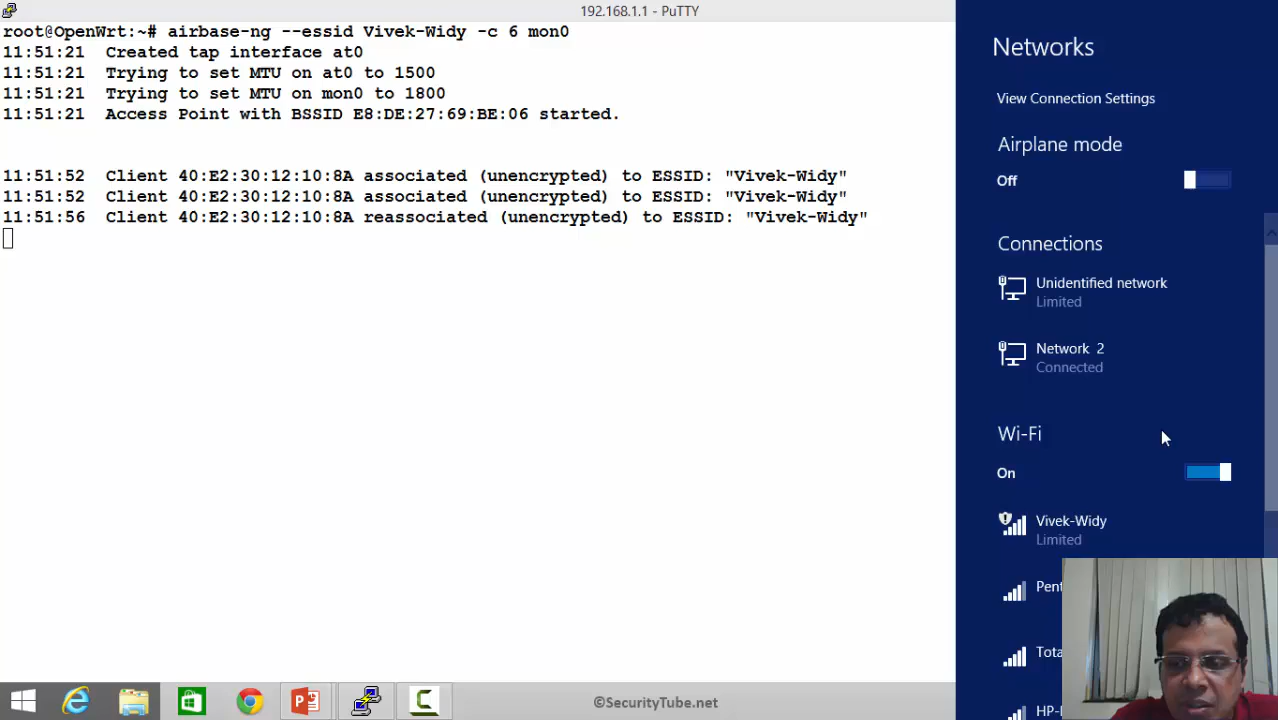 192.168.1.1 - PuTTY
root@OpenWrt:~# airbase-ng --essid Vivek-Widy -c 6 mon0
11:51:21  Created tap interface at0
11:51:21  Trying to set MTU on at0 to 1500
11:51:21  Trying to set MTU on mon0 to 1800
11:51:21  Access Point with BSSID E8:DE:27:69:BE:06 started.
11:51:52  Client 40:E2:30:12:10:8A associated (unencrypted) to ESSID: "Vivek-Widy"
11:51:52  Client 40:E2:30:12:10:8A associated (unencrypted) to ESSID: "Vivek-Widy"
11:51:56  Client 40:E2:30:12:10:8A reassociated (unencrypted) to ESSID: "Vivek-Widy"
Networks
View Connection Settings
Airplane mode
Off
Connections
Unidentified network
Limited
Network 2
Connected
Wi-Fi
On
Vivek-Widy
Limited
Pent
Tota
HP-
©SecurityTube.net